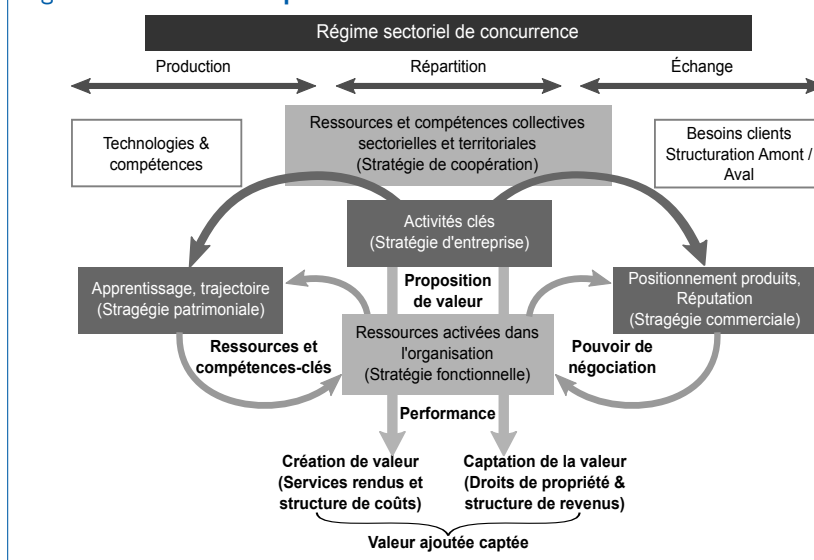 Régime sectoriel de concurrence
Production
Répartition
Échange
Technologies &
compétences
Ressources et compétences collectives
sectorielles et territoriales
(Stratégie de coopération)
Besoins clients
Structuration Amont /
Aval
Activités clés
(Stratégie d'entreprise)
Apprentissage, trajectoire
(Stragégie patrimoniale)
Proposition
de valeur
Positionnement produits,
Réputation
(Stragégie commerciale)
Ressources et
compétences-clés
Ressources activées dans
l'organisation
(Stratégie fonctionnelle)
Pouvoir de
négociation
Performance
Création de valeur
(Services rendus et
structure de coûts)
Captation de la valeur
(Droits de propriété &
structure de revenus)
Valeur ajoutée captée